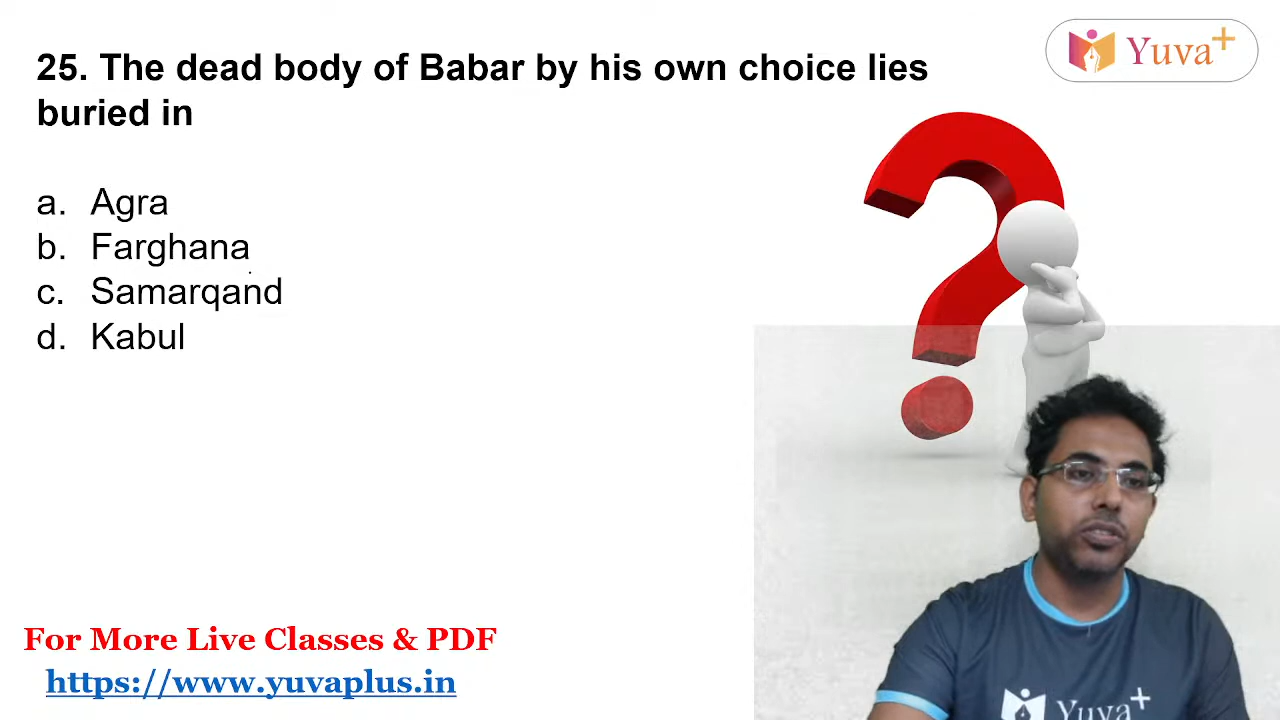 25. The dead body of Babar by his own choice lies
buried in
Yuva+
a. Agra
b. Farghana
c. Samarqand
d. Kabul
For More Live Classes & PDF
https://www.yuvaplus.in
Yuva+